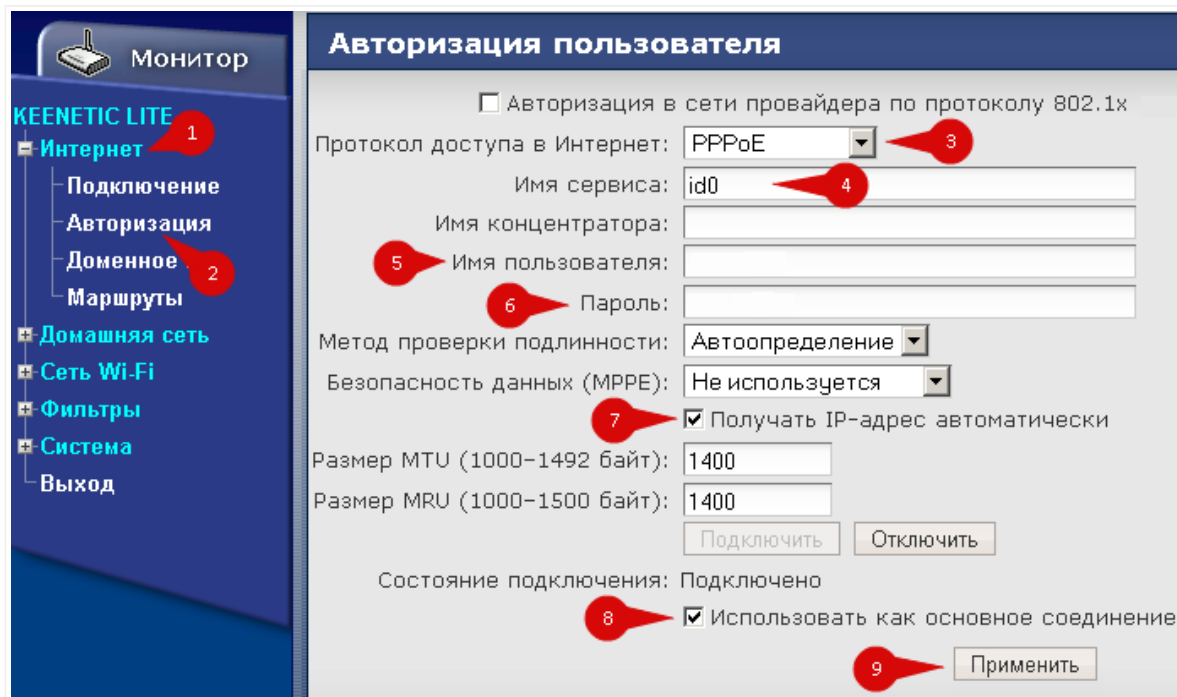 Монитор
KEENETIC LITE
1
Интернет
Подключение
Авторизация
2
Доменное
Маршруты
Домашняя сеть
Сеть Wi-Fi
Фильтры
Система
Выход
Авторизация пользователя
Авторизация в сети провайдера по протоколу 802.1x
Протокол доступа в Интернет: PPPoE 3
Имя сервиса: id0 4
Имя концентратора:
5 Имя пользователя:
6 Пароль:
Метод проверки подлинности: Автоопределение
Безопасность данных (MPPE): Не используется
7 Получать IP-адрес автоматически
Размер MTU (1000-1492 байт): 1400
Размер MRU (1000-1500 байт): 1400
Подключить Отключить
Состояние подключения: Подключено
8 Использовать как основное соединение
9 Применить